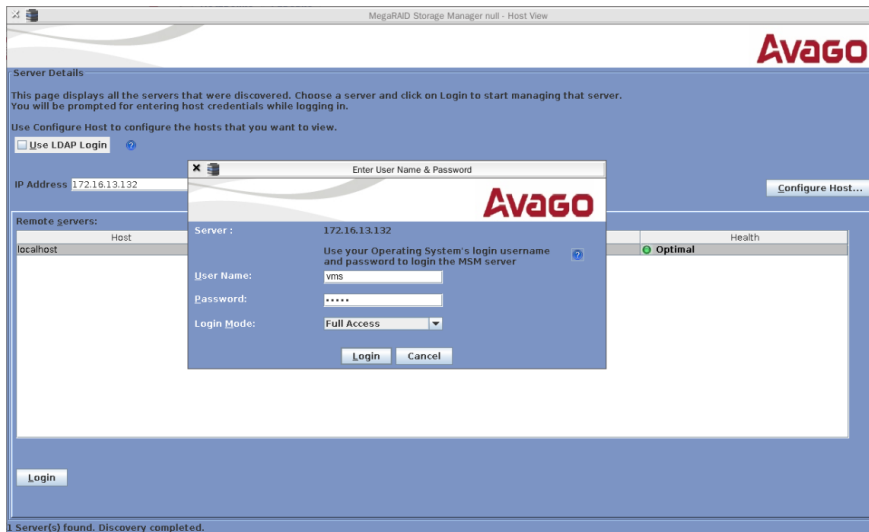 MegaRAID Storage Manager null - Host View
Avago
Server Details
This page displays all the servers that were discovered. Choose a server and click on Login to start managing that server.
You will be prompted for entering host credentials while logging in.
Use Configure Host to configure the hosts that you want to view.
Use LDAP Login
IP Address 172.16.13.132
Configure Host...
Remote servers:
Host
Health
localhost
Optimal
Enter User Name & Password
Avago
Server : 172.16.13.132
Use your Operating System's login username
and password to login the MSM server
User Name: vms
Password: •••••
Login Mode: Full Access
Login Cancel
Login
1 Server(s) found. Discovery completed.